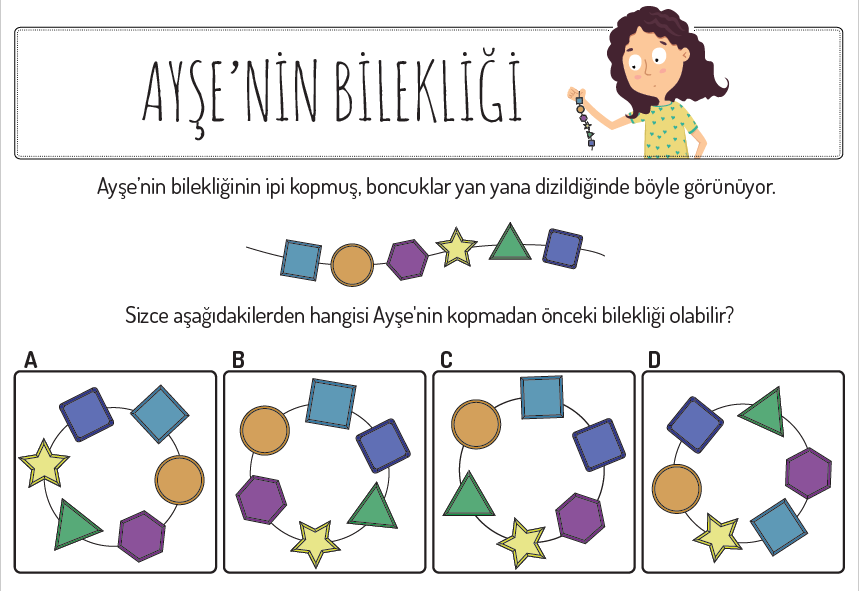 AYŞE'NİN BİLEKLİĞİ
Ayşe'nin bilekliğinin ipi kopmuş, boncuklar yan yana dizildiğinde böyle görünüyor.
Sizce aşağıdakilerden hangisi Ayşe'nin kopmadan önceki bilekliği olabilir?
A
B
C
D